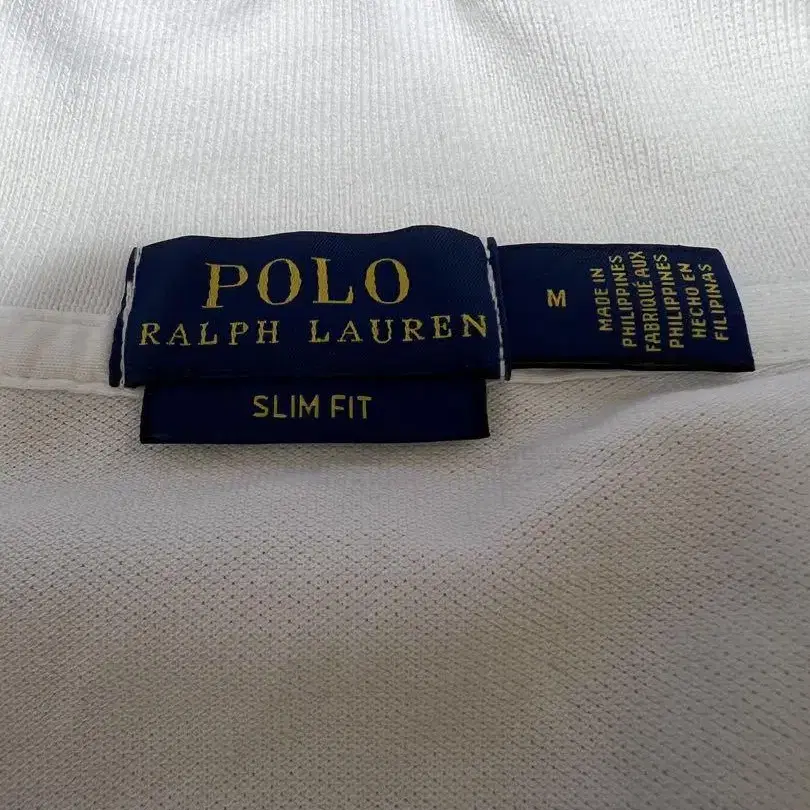 POLO
RALPH LAUREN
SLIM FIT
M
MADE IN
PHILIPPINES
FABRIQUÉ AUX
PHILIPPINES
HECHO EN
FILIPINAS